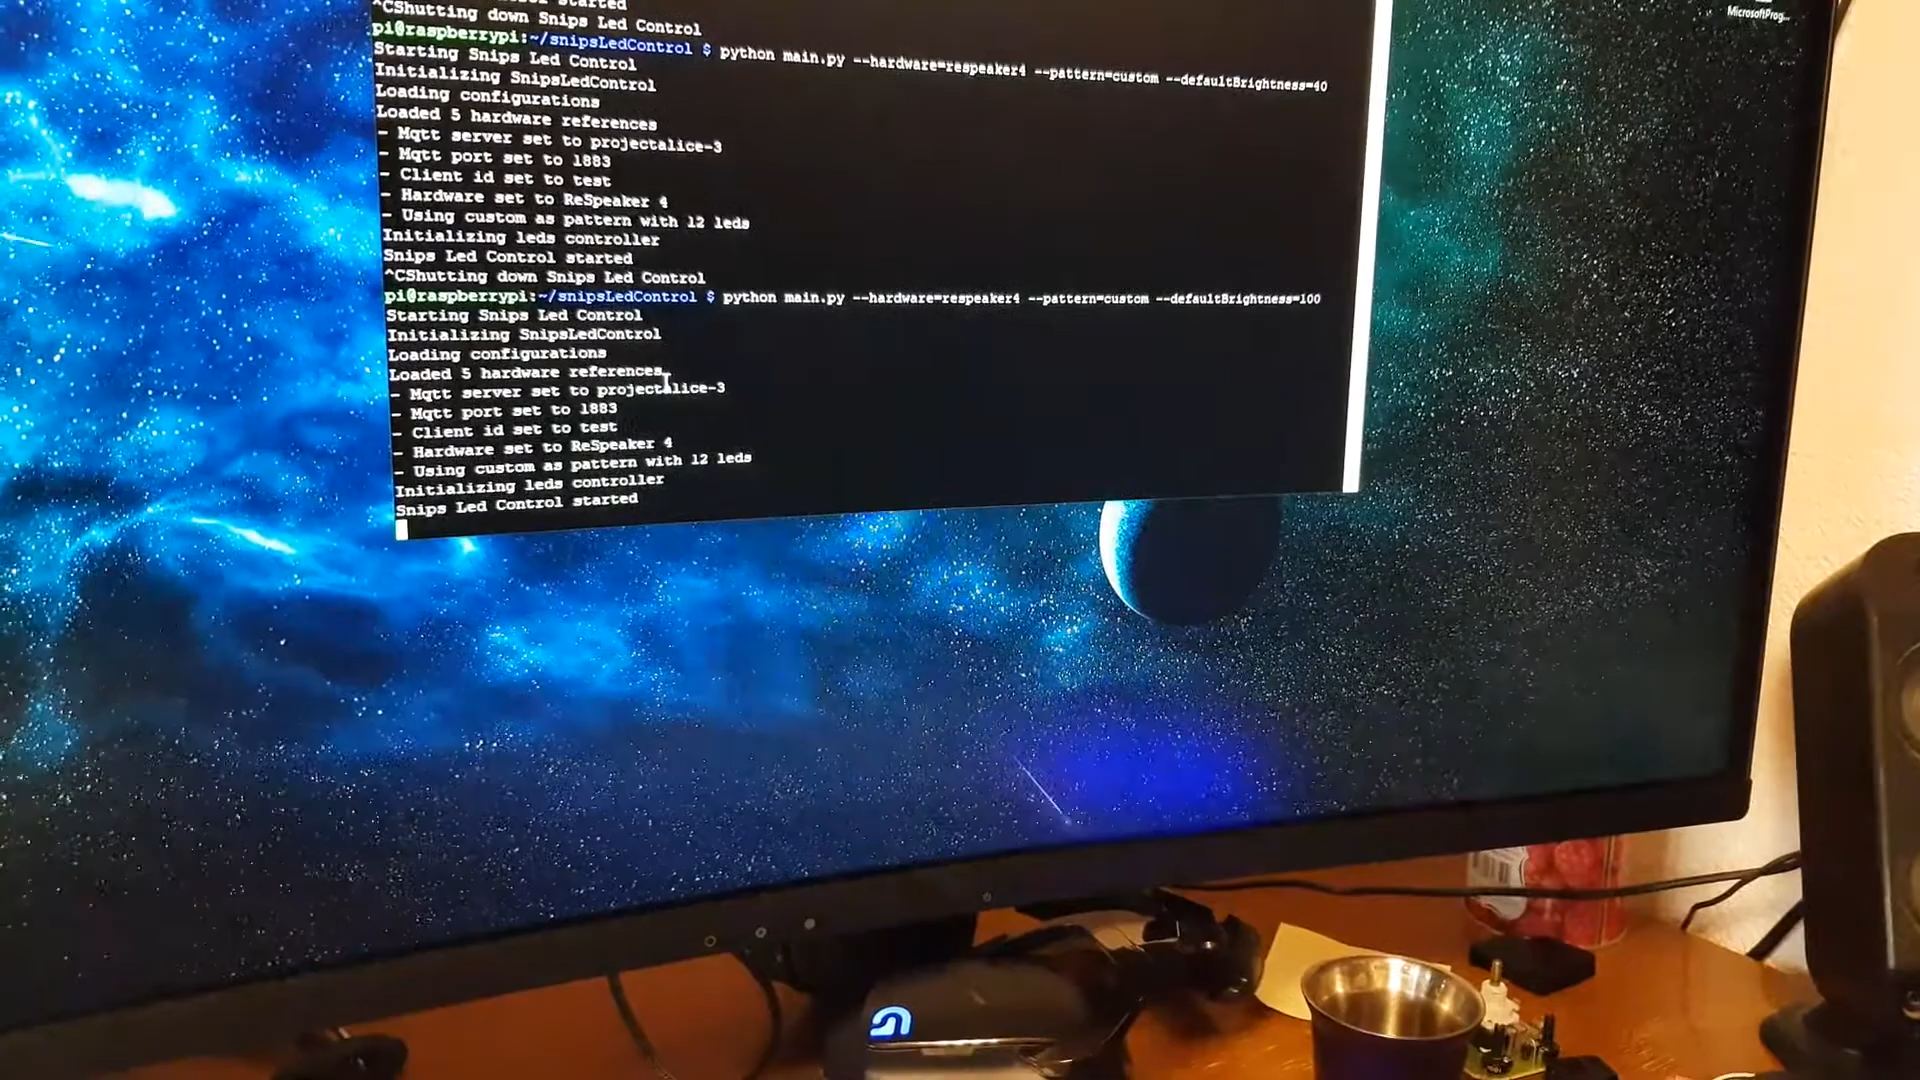 MicrosoftProg...
started
^CShutting down Snips Led Control
pi@raspberrypi:~/snipsLedControl $ python main.py --hardware=respeaker4 --pattern=custom --defaultBrightness=40
Starting Snips Led Control
Initializing SnipsLedControl
Loading configurations
Loaded 5 hardware references
- Mqtt server set to projectalice-3
- Mqtt port set to 1883
- Client id set to test
- Hardware set to ReSpeaker 4
- Using custom as pattern with 12 leds
Initializing leds controller
Snips Led Control started
^CShutting down Snips Led Control
pi@raspberrypi:~/snipsLedControl $ python main.py --hardware=respeaker4 --pattern=custom --defaultBrightness=100
Starting Snips Led Control
Initializing SnipsLedControl
Loading configurations
Loaded 5 hardware references
- Mqtt server set to projectalice-3
- Mqtt port set to 1883
- Client id set to test
- Hardware set to ReSpeaker 4
- Using custom as pattern with 12 leds
Initializing leds controller
Snips Led Control started